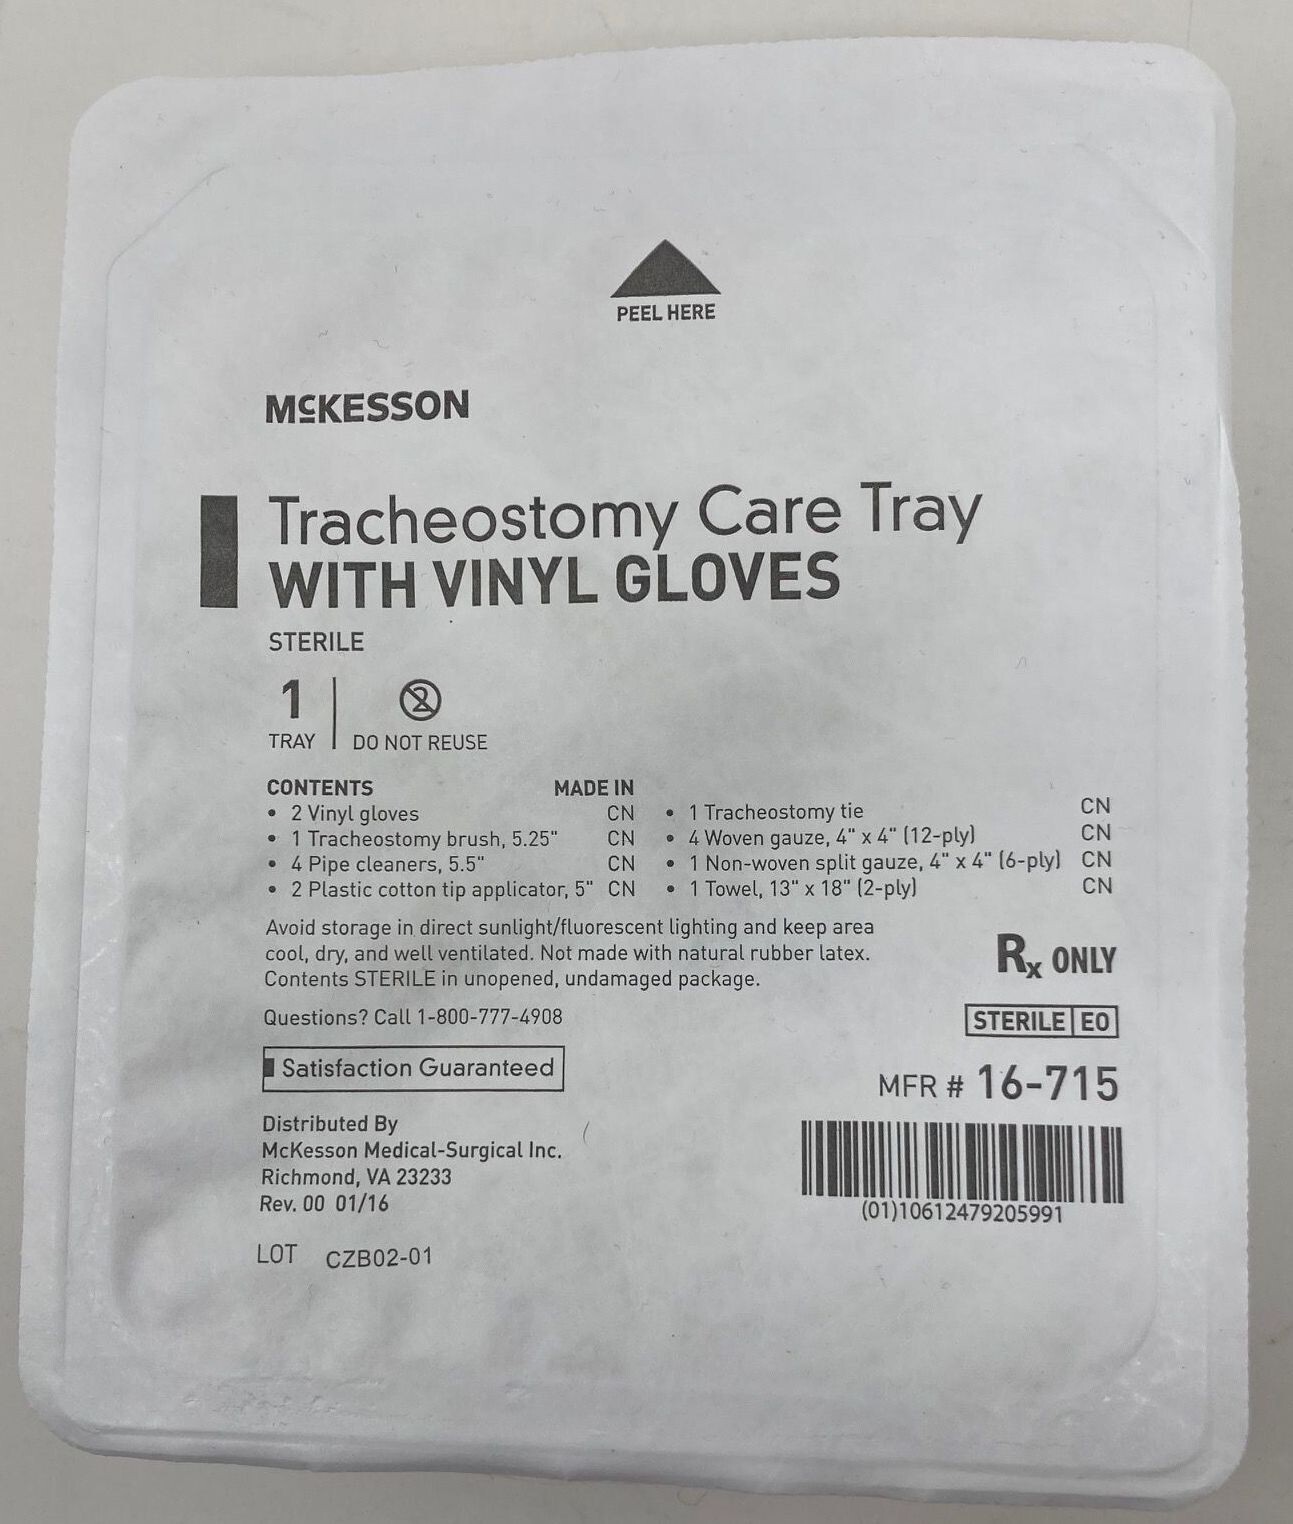 PEEL HERE
McKESSON
Tracheostomy Care Tray
WITH VINYL GLOVES
STERILE
1
TRAY
2
DO NOT REUSE
CONTENTS MADE IN
• 2 Vinyl gloves CN
• 1 Tracheostomy brush, 5.25" CN
• 4 Pipe cleaners, 5.5" CN
• 2 Plastic cotton tip applicator, 5" CN
• 1 Tracheostomy tie CN
• 4 Woven gauze, 4" x 4" (12-ply) CN
• 1 Non-woven split gauze, 4" x 4" (6-ply) CN
• 1 Towel, 13" x 18" (2-ply) CN
Avoid storage in direct sunlight/fluorescent lighting and keep area
cool, dry, and well ventilated. Not made with natural rubber latex.
Contents STERILE in unopened, undamaged package.
Questions? Call 1-800-777-4908
Satisfaction Guaranteed
Distributed By
McKesson Medical-Surgical Inc.
Richmond, VA 23233
Rev. 00 01/16
LOT CZB02-01
Rx ONLY
STERILE EO
MFR # 16-715
(01)10612479205991